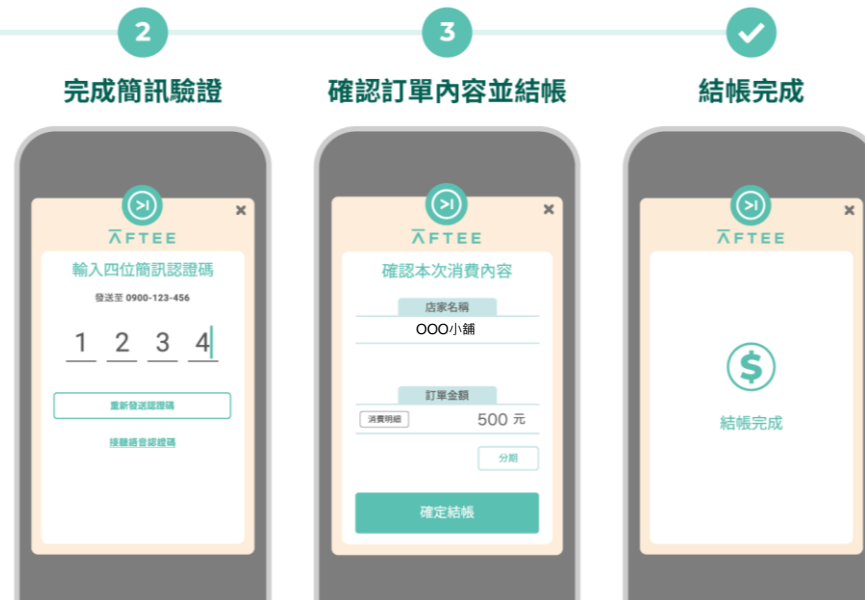 2
完成簡訊驗證
AFTEE
輸入四位簡訊認證碼
發送至 0900-123-456
1 2 3 4
重新發送認證碼
接聽語音認證碼
3
確認訂單內容並結帳
AFTEE
確認本次消費內容
店家名稱
OOO小舖
訂單金額
消費明細 500 元
分期
確定結帳
結帳完成
AFTEE
結帳完成